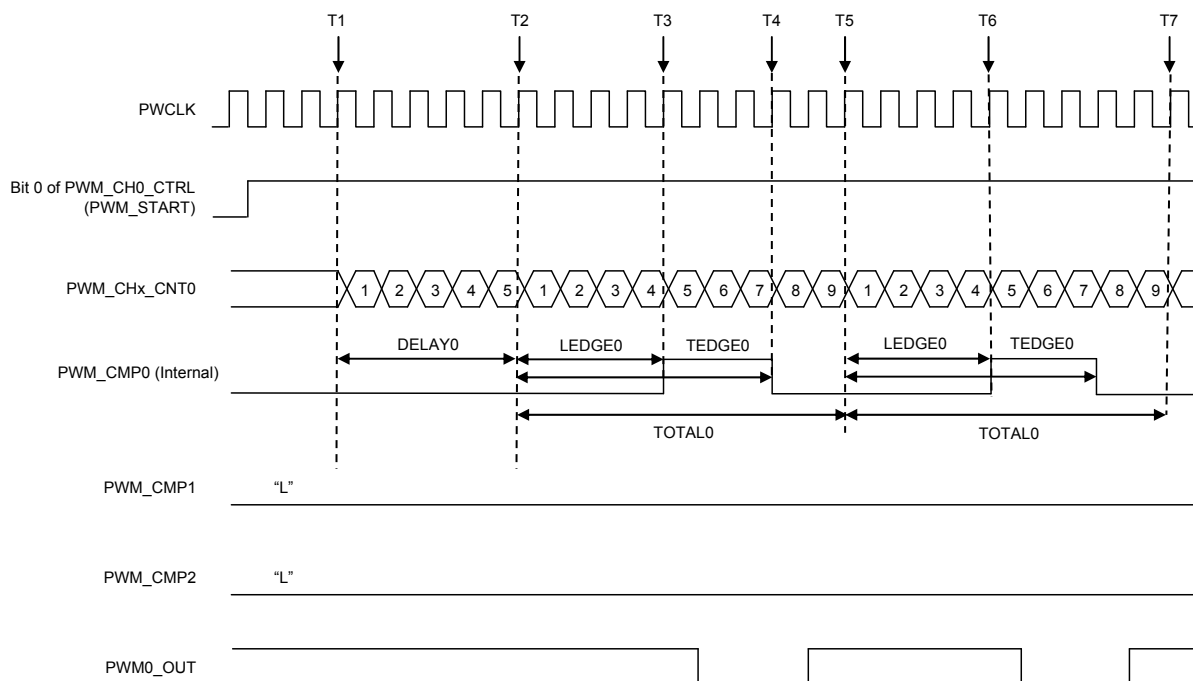 T1 T2 T3 T4 T5 T6 T7
PWCLK
Bit 0 of PWM_CH0_CTRL
(PWM_START)
PWM_CHx_CNT0
1 2 3 4 5 1 2 3 4 5 6 7 8 9 1 2 3 4 5 6 7 8 9
DELAY0 LEDGE0 TEDGE0 LEDGE0 TEDGE0
PWM_CMP0 (Internal)
TOTAL0 TOTAL0
PWM_CMP1 “L”
PWM_CMP2 “L”
PWM0_OUT